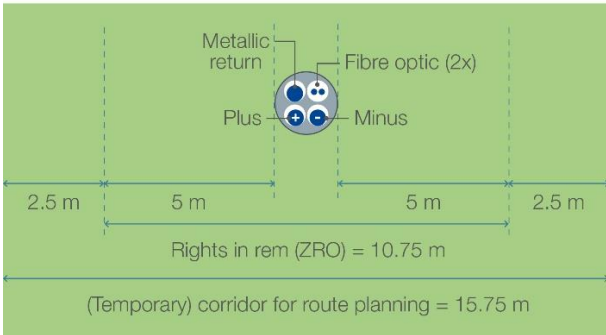 Metallic
return
Fibre optic (2x)
Plus
+
-
Minus
2.5 m
5 m
5 m
2.5 m
Rights in rem (ZRO) = 10.75 m
(Temporary) corridor for route planning = 15.75 m